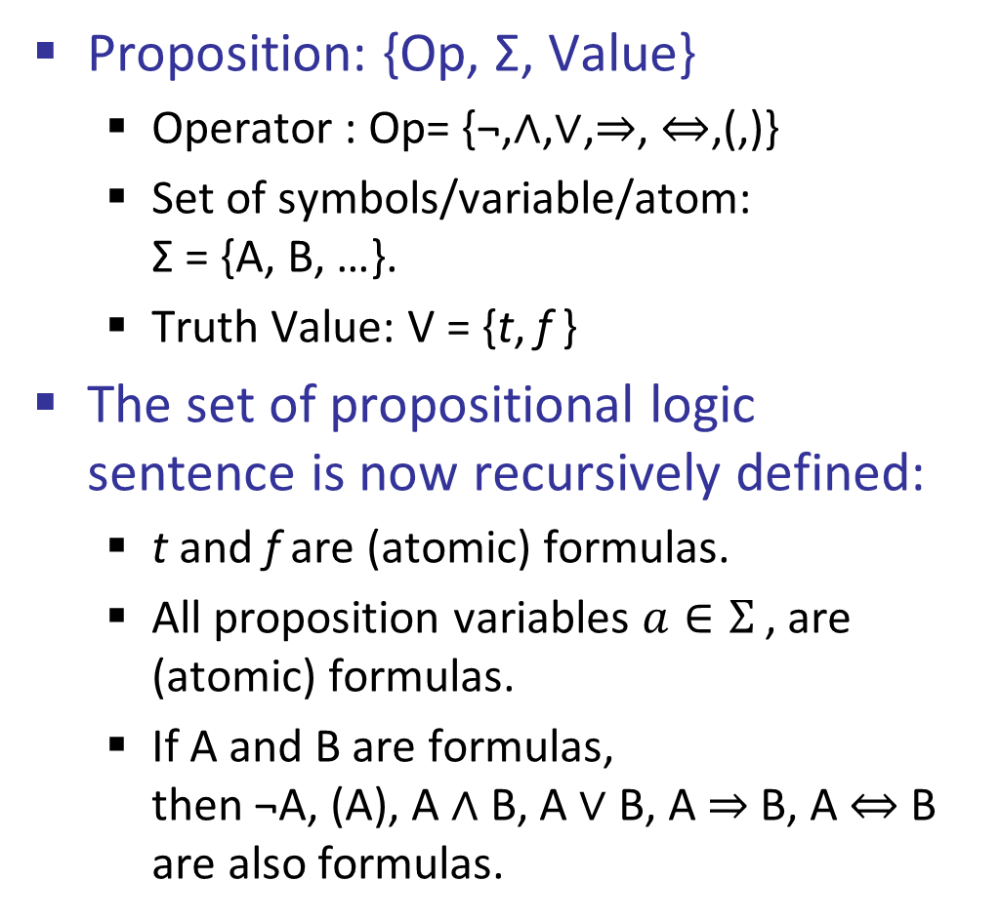 ▪ Proposition: {Op, Σ, Value}
▪ Operator : Op= {¬,∧,∨,⇒, ⇔,(,)}
▪ Set of symbols/variable/atom:
Σ = {A, B, …}.
▪ Truth Value: V = {t, f }
▪ The set of propositional logic
sentence is now recursively defined:
▪ t and f are (atomic) formulas.
▪ All proposition variables a ∈ Σ , are
(atomic) formulas.
▪ If A and B are formulas,
then ¬A, (A), A ∧ B, A ∨ B, A ⇒ B, A ⇔ B
are also formulas.